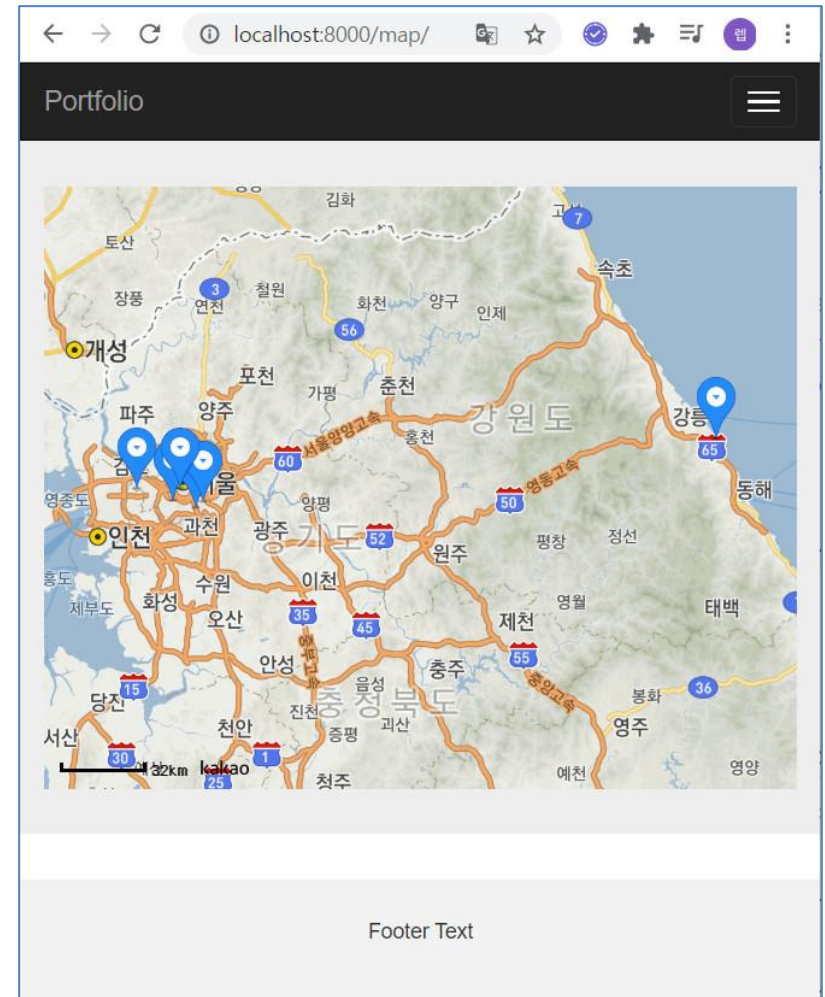 localhost:8000/map/
렙
Portfolio
김화
7
토산
속초
3
장풍
연천
철원
화천
양구
인제
56
개성
포천
가평
춘천
파주
양주
강원도
강릉
홍천
서울양양고속
60
65
영종도
50
영동고속
동해
양평
인천
과천
광주
경기도
52
원주
평창
정선
수원
이천
제부도
화성
오산
35
45
제천
영월
태백
중부고속
55
안성
충주
중앙고속
15
당진
음성
36
봉화
진천
충청북도
서산
천안
증평
괴산
영주
30
32km
kakao
1
25
청주
예천
영양
Footer Text